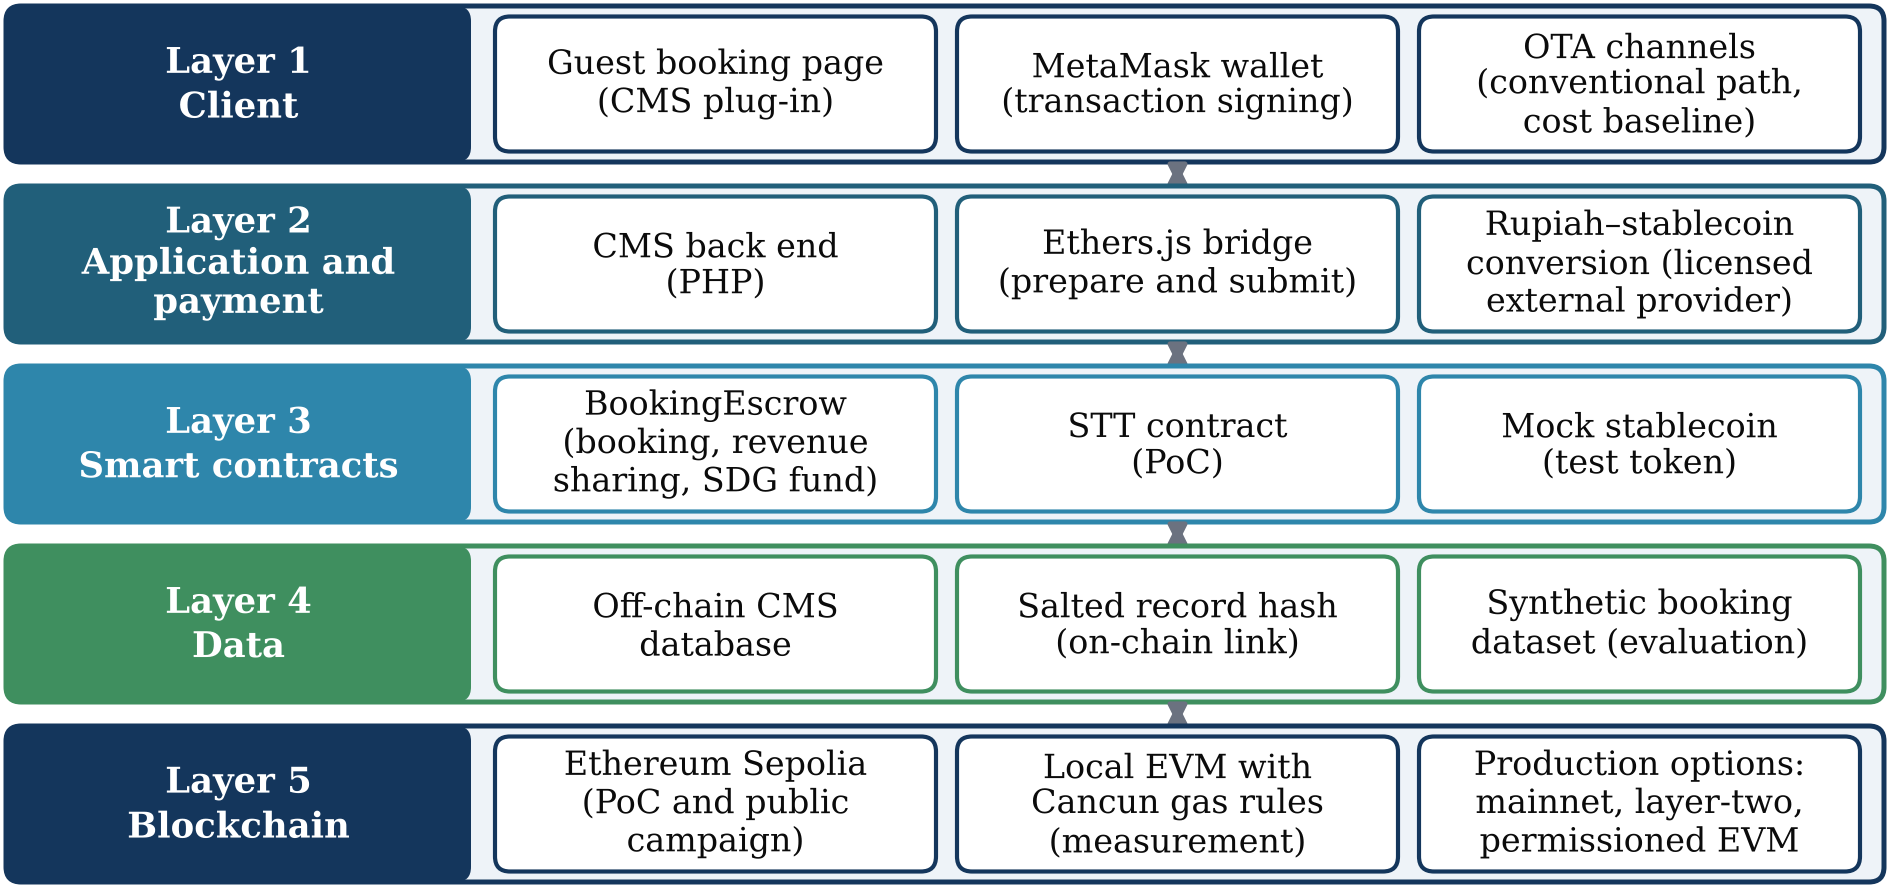 Layer 1
Client
Guest booking page
(CMS plug-in)
MetaMask wallet
(transaction signing)
OTA channels
(conventional path,
cost baseline)
Layer 2
Application and
payment
CMS back end
(PHP)
Ethers.js bridge
(prepare and submit)
Rupiah–stablecoin
conversion (licensed
external provider)
Layer 3
Smart contracts
BookingEscrow
(booking, revenue
sharing, SDG fund)
STT contract
(PoC)
Mock stablecoin
(test token)
Layer 4
Data
Off-chain CMS
database
Salted record hash
(on-chain link)
Synthetic booking
dataset (evaluation)
Layer 5
Blockchain
Ethereum Sepolia
(PoC and public
campaign)
Local EVM with
Cancun gas rules
(measurement)
Production options:
mainnet, layer-two,
permissioned EVM